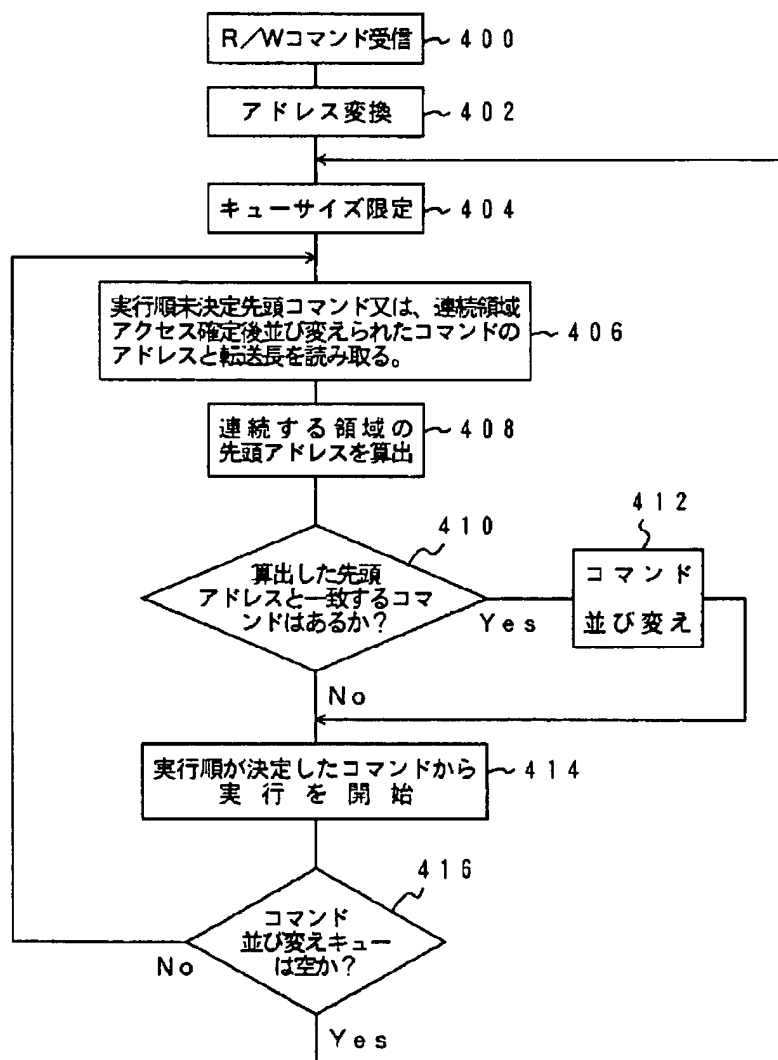 R/Wコマンド受信 400
アドレス変換 402
キューサイズ限定 404
実行順未決定先頭コマンド又は、連続領域
アクセス確定後並び変えられたコマンドの
アドレスと転送長を読み取る。
406
連続する領域の
先頭アドレスを算出
408
410
算出した先頭
アドレスと一致するコマ
ンドはあるか?
Yes
412
コマンド
並び変え
No
実行順が決定したコマンドから
実行を開始
414
416
コマンド
並び変えキュー
は空か?
No
Yes